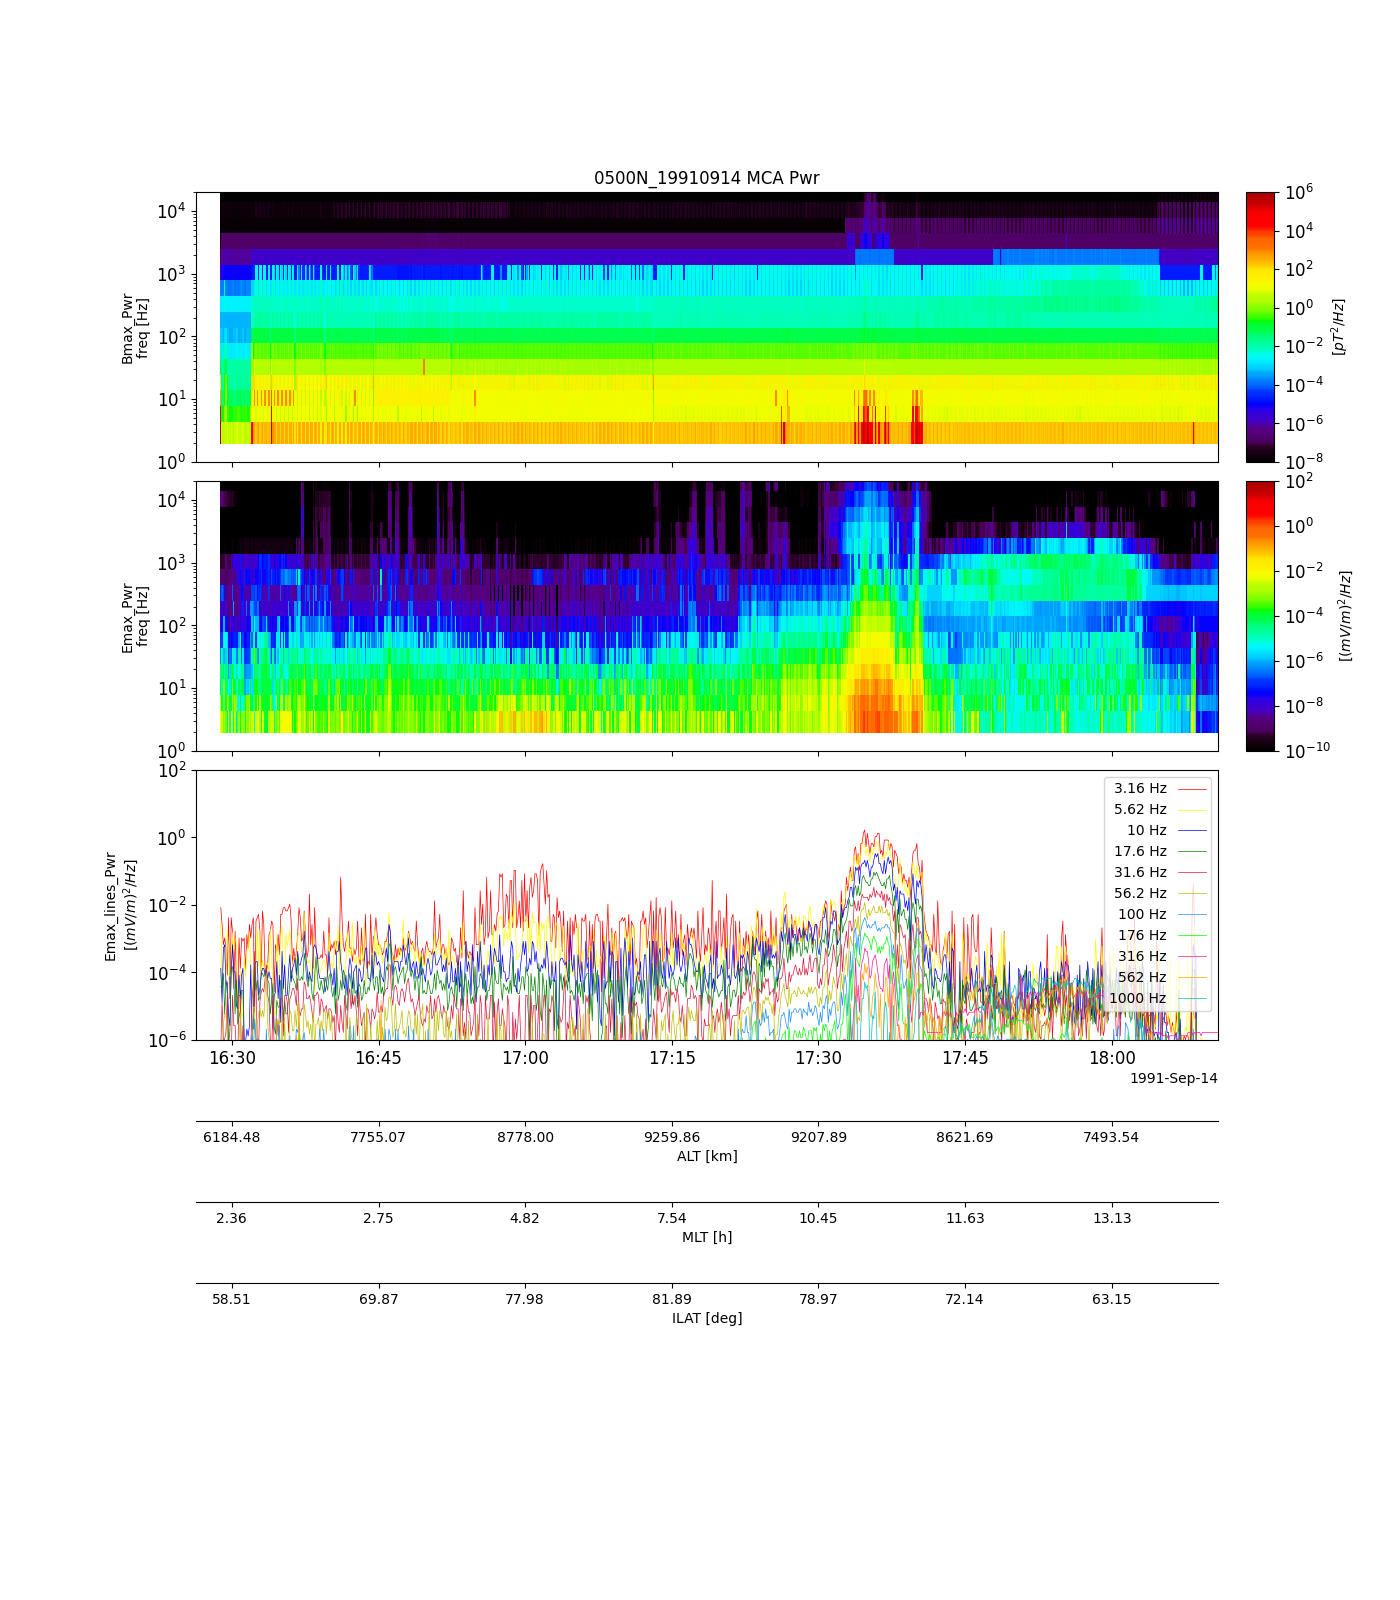 0500N_19910914 MCA Pwr
10^4
10^3
10^2
10^1
10^0
Bmax_Pwr
freq [Hz]
10^6
10^4
10^2
10^0
10^-2
10^-4
10^-6
10^-8
[pT^2/Hz]
10^4
10^3
10^2
10^1
10^0
Emax_Pwr
freq [Hz]
10^2
10^0
10^-2
10^-4
10^-6
10^-8
10^-10
[(mV/m)^2/Hz]
10^2
10^0
10^-2
10^-4
10^-6
Emax_lines_Pwr
[(mV/m)^2/Hz]
3.16 Hz
5.62 Hz
10 Hz
17.6 Hz
31.6 Hz
56.2 Hz
100 Hz
176 Hz
316 Hz
562 Hz
1000 Hz
16:30 16:45 17:00 17:15 17:30 17:45 18:00
1991-Sep-14
6184.48 7755.07 8778.00 9259.86 9207.89 8621.69 7493.54
ALT [km]
2.36 2.75 4.82 7.54 10.45 11.63 13.13
MLT [h]
58.51 69.87 77.98 81.89 78.97 72.14 63.15
ILAT [deg]